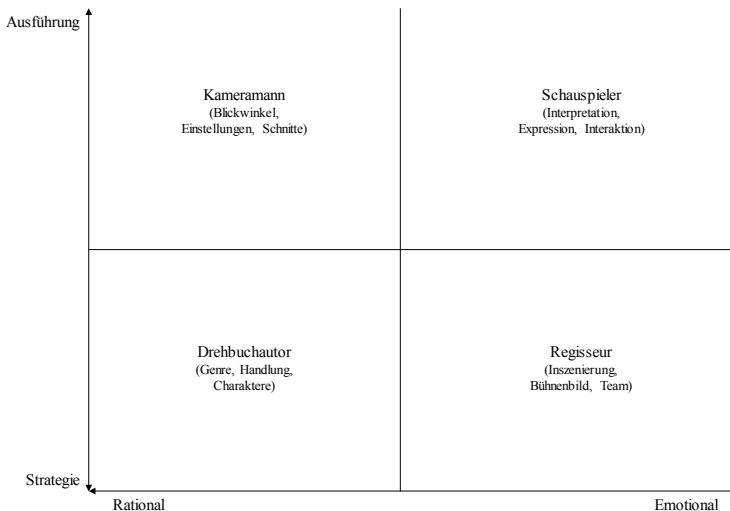 Ausführung
Kameramann
(Blickwinkel,
Einstellungen, Schnitte)
Schauspieler
(Interpretation,
Expression, Interaktion)
Drehbuchautor
(Genre, Handlung,
Charaktere)
Regisseur
(Inszenierung,
Bühnenbild, Team)
Strategie
Rational
Emotional